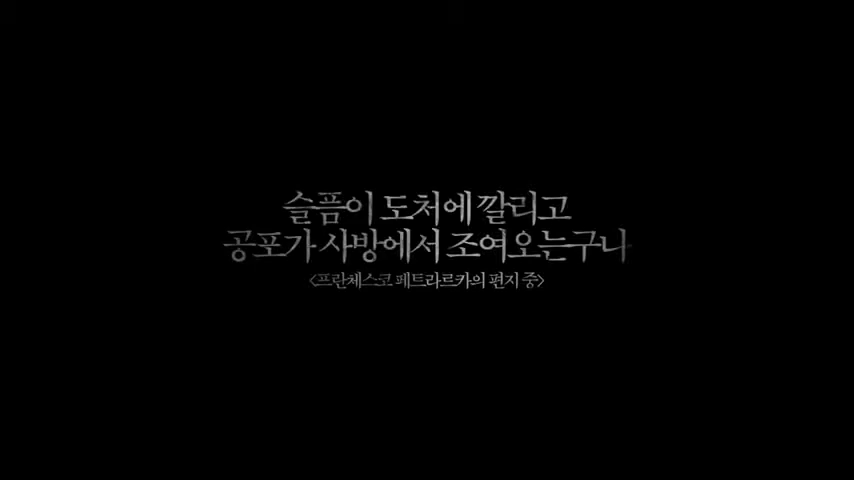 슬픔이 도처에 깔리고
공포가 사방에서 조여오는구나
<프란체스코 페트라르카의 편지 중>